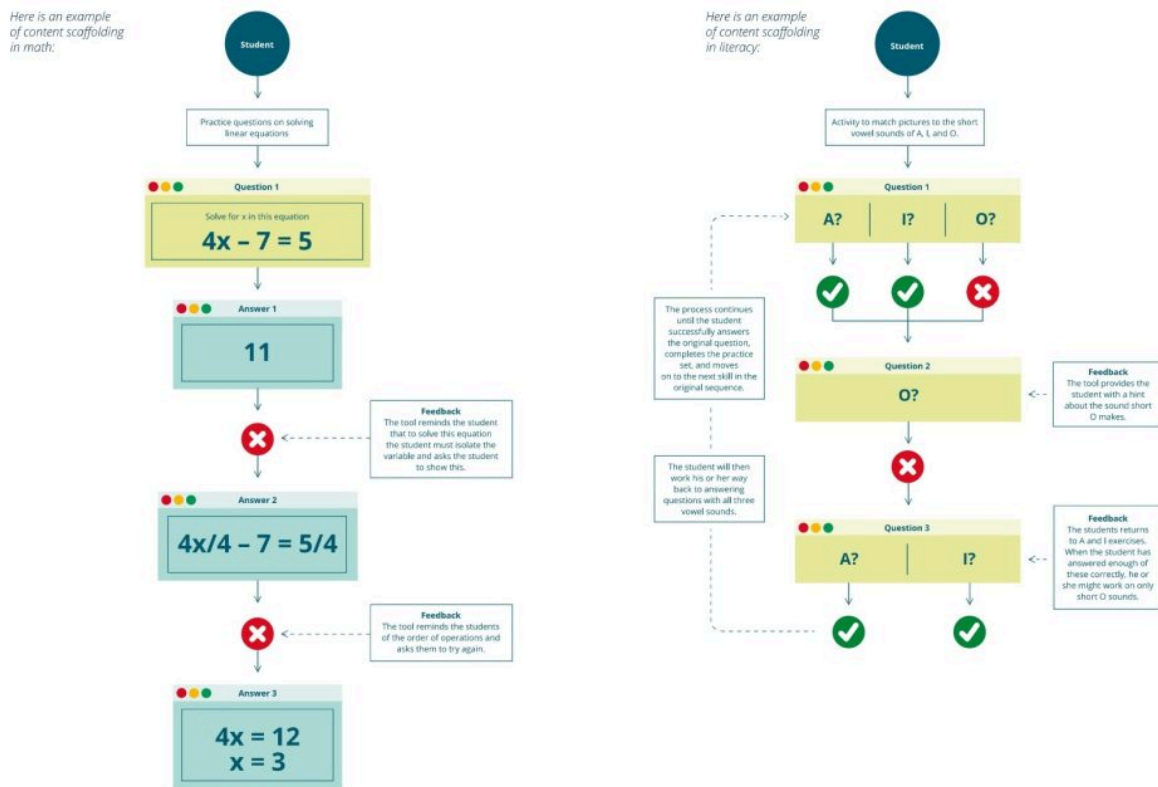 Here is an example
of content scaffolding
in math:
Student
Practice questions on solving
linear equations
Question 1
Solve for x in this equation
4x – 7 = 5
Answer 1
11
Feedback
The tool reminds the student
that to solve this equation
the student must isolate the
variable and asks the student
to show this.
Answer 2
4x/4 – 7 = 5/4
Feedback
The tool reminds the students
of the order of operations and
asks them to try again.
Answer 3
4x = 12
x = 3
Here is an example
of content scaffolding
in literacy:
Student
Activity to match pictures to the short
vowel sounds of A, I, and O.
Question 1
A? I? O?
The process continues
until the student
successfully answers
the original question,
completes the practice
set, and moves
on to the next skill in the
original sequence.
Question 2
O?
Feedback
The tool provides the
student with a hint
about the sound short
O makes.
The student will then
work his or her way
back to answering
questions with all three
vowel sounds.
Question 3
A? I?
Feedback
The students returns
to A and I exercises.
When the student has
answered enough of
these correctly, he or
she might work on only
short O sounds.